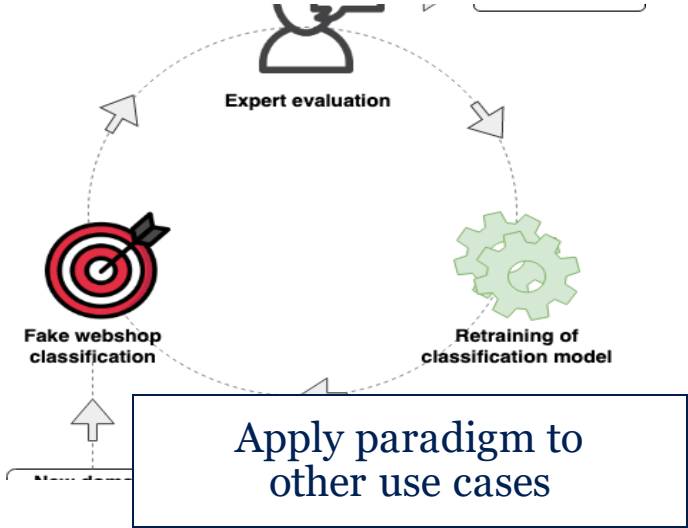 Expert evaluation
Fake webshop
classification
Retraining of
classification model
Apply paradigm to
other use cases